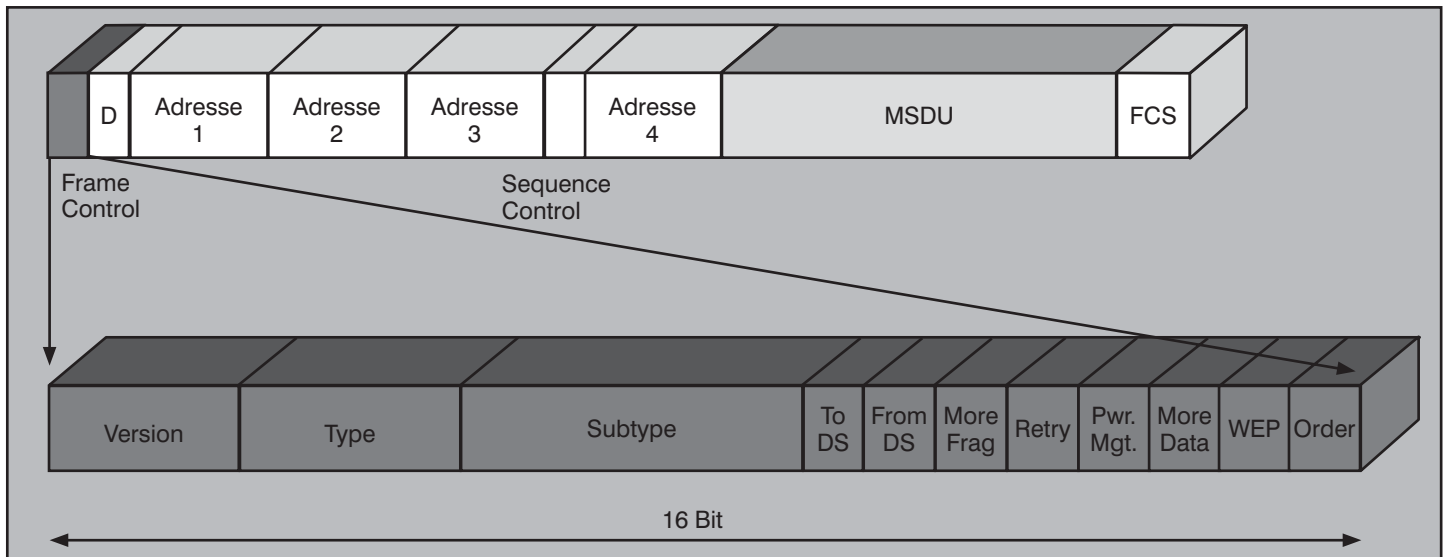 D
Adresse
1
Adresse
2
Adresse
3
Adresse
4
MSDU
FCS
Frame
Control
Sequence
Control
Version
Type
Subtype
To
DS
From
DS
More
Frag
Retry
Pwr.
Mgt.
More
Data
WEP
Order
16 Bit